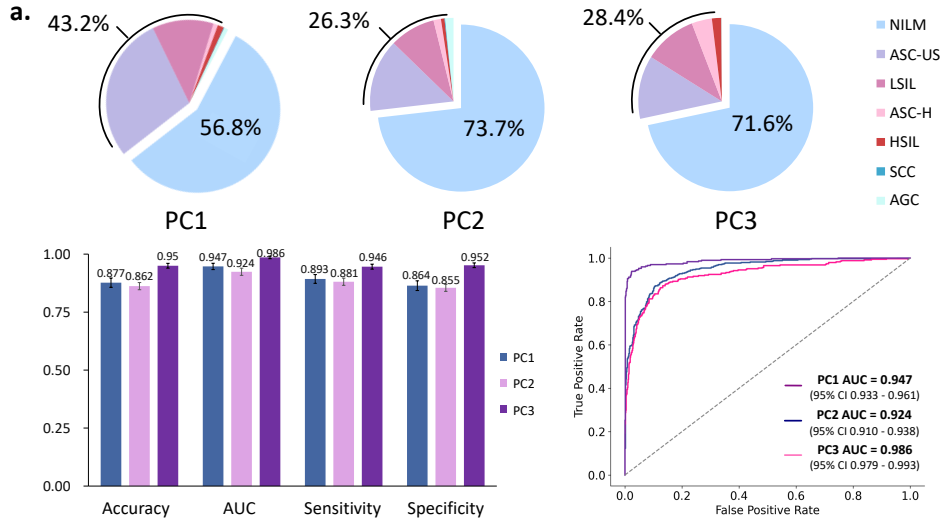 a.
43.2%
56.8%
PC1
26.3%
73.7%
PC2
28.4%
71.6%
PC3
NILM
ASC-US
LSIL
ASC-H
HSIL
SCC
AGC
1.00
0.75
0.50
0.25
0.00
0.877
0.862
0.95
0.947
0.924
0.986
0.893
0.881
0.946
0.864
0.855
0.952
Accuracy
AUC
Sensitivity
Specificity
PC1
PC2
PC3
True Positive Rate
1.0
0.8
0.6
0.4
0.2
0.0
PC1 AUC = 0.947
(95% CI 0.933 - 0.961)
PC2 AUC = 0.924
(95% CI 0.910 - 0.938)
PC3 AUC = 0.986
(95% CI 0.979 - 0.993)
0.0
0.2
0.4
0.6
0.8
1.0
False Positive Rate